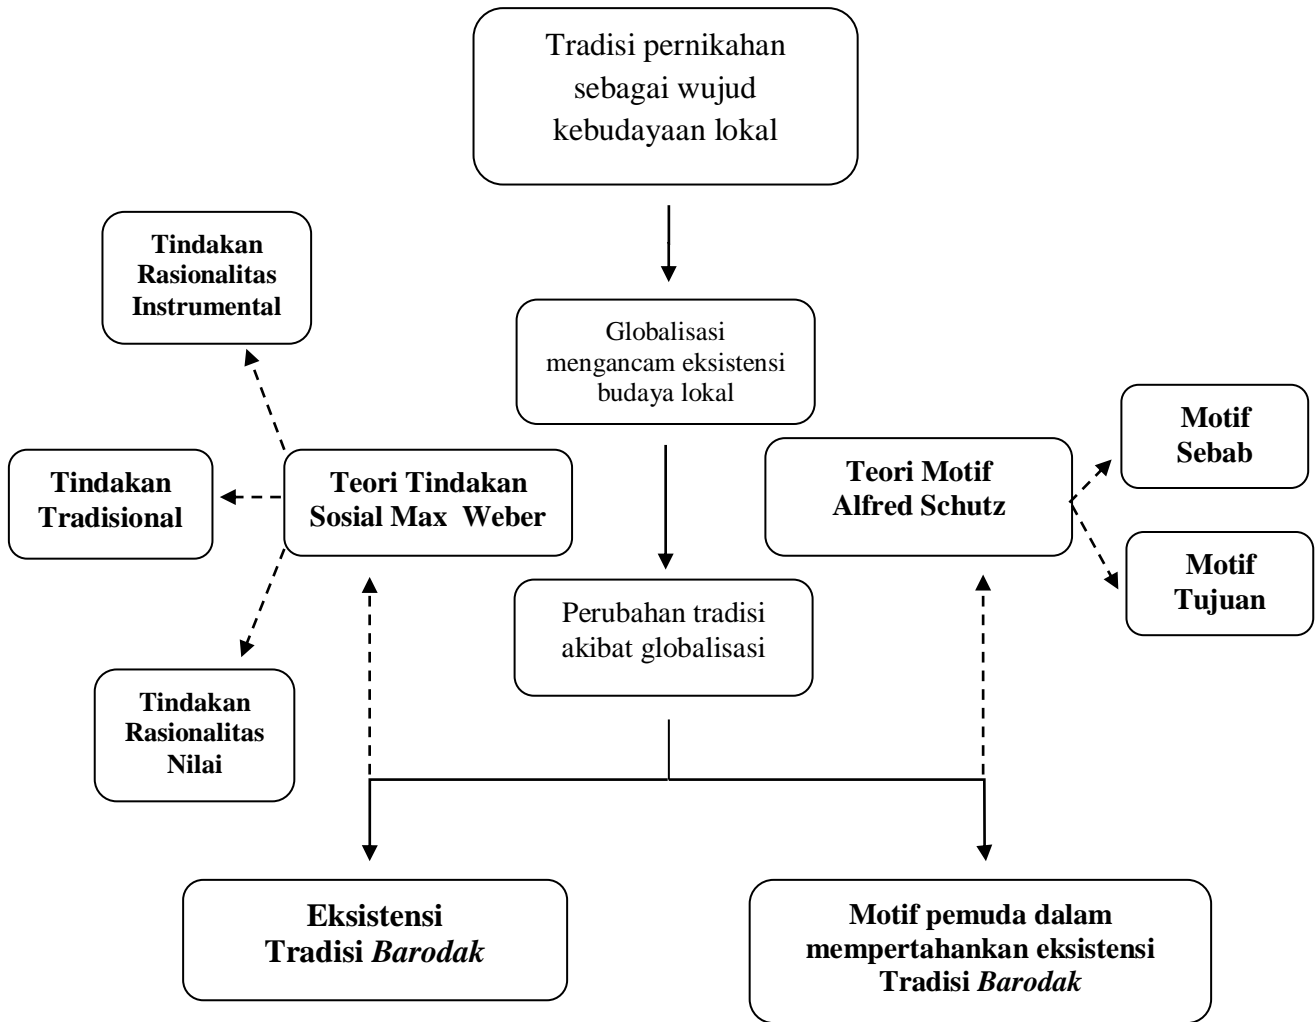 Tradisi pernikahan
sebagai wujud
kebudayaan lokal
Tindakan
Rasionalitas
Instrumental
Globalisasi
mengancam eksistensi
budaya lokal
Motif
Sebab
Tindakan
Tradisional
Teori Tindakan
Sosial Max  Weber
Teori Motif
Alfred Schutz
Motif
Tujuan
Perubahan tradisi
akibat globalisasi
Tindakan
Rasionalitas
Nilai
Eksistensi
Tradisi Barodak
Motif pemuda dalam
mempertahankan eksistensi
Tradisi Barodak